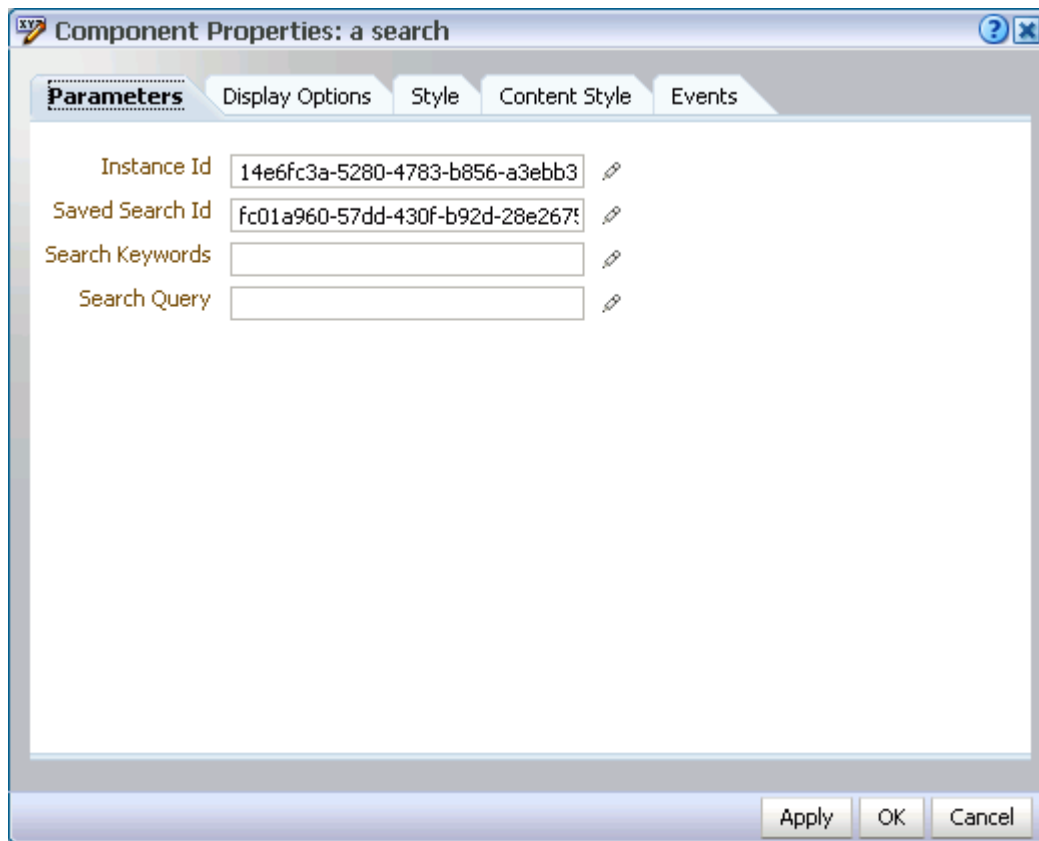 Component Properties: a search
Parameters Display Options Style Content Style Events
Instance Id 14e6fc3a-5280-4783-b856-a3ebb3
Saved Search Id fc01a960-57dd-430f-b92d-28e267
Search Keywords
Search Query
Apply OK Cancel